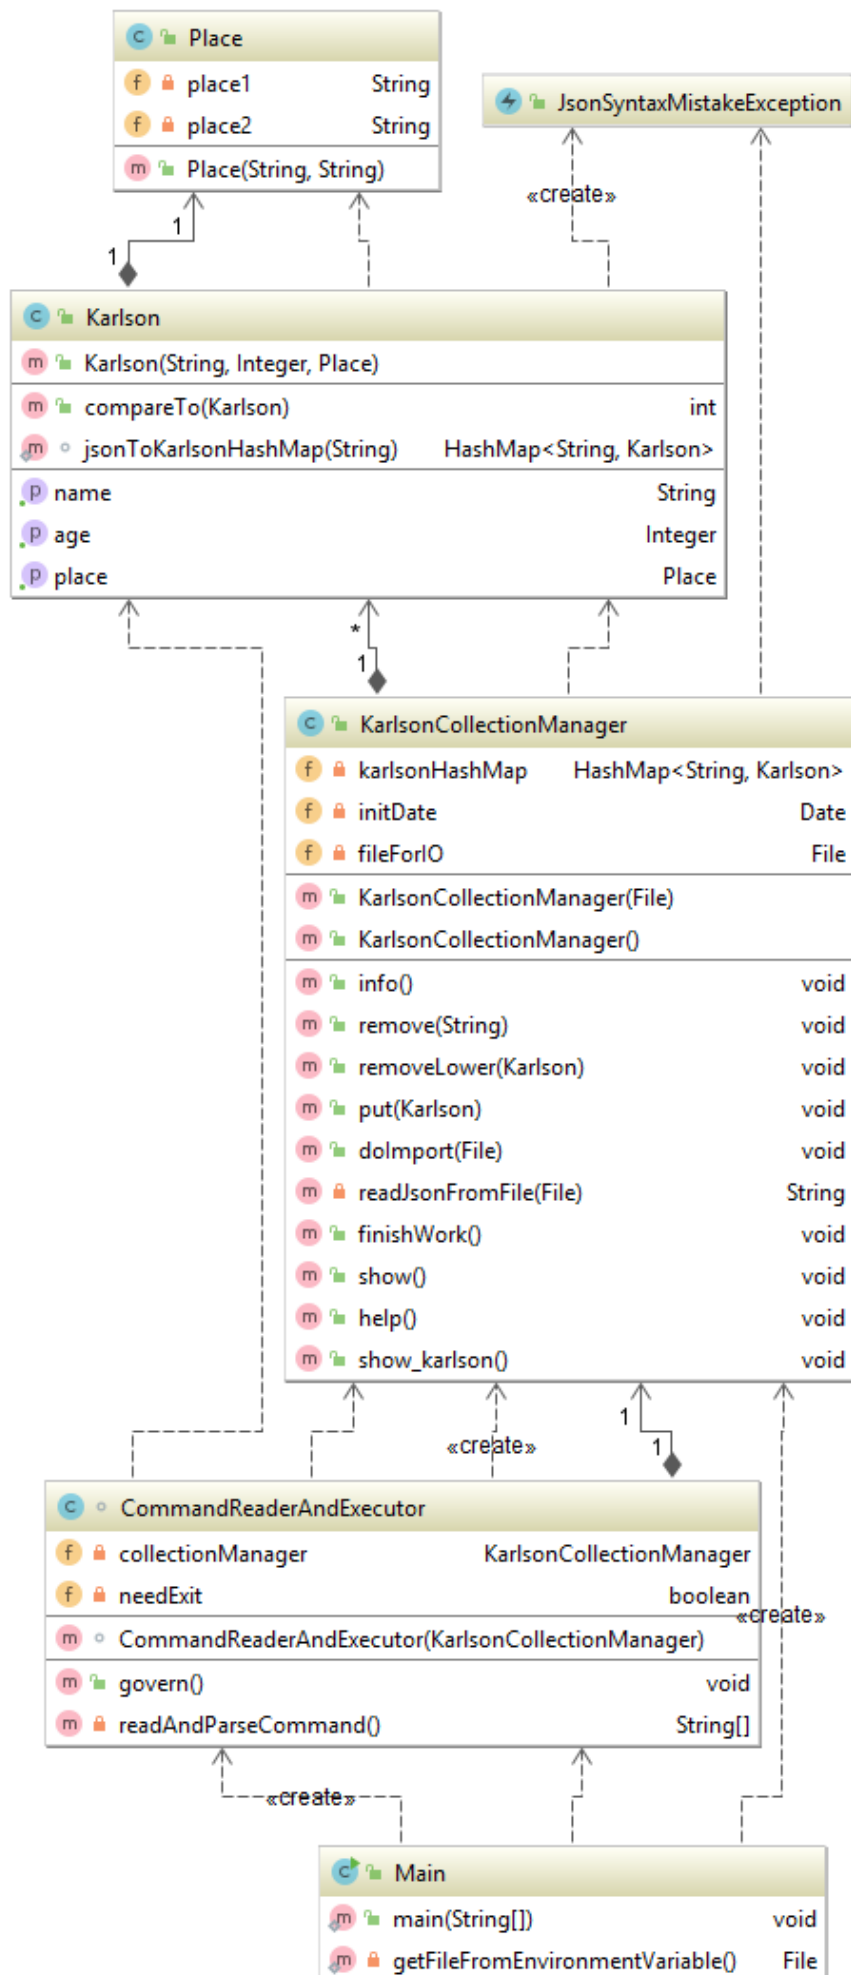 Place
place1 String
place2 String
Place(String, String)
JsonSyntaxMistakeException
«create»
1
1
Karlson
Karlson(String, Integer, Place)
compareTo(Karlson) int
jsonToKarlsonHashMap(String) HashMap<String, Karlson>
name String
age Integer
place Place
*
1
KarlsonCollectionManager
karlsonHashMap HashMap<String, Karlson>
initDate Date
fileForIO File
KarlsonCollectionManager(File)
KarlsonCollectionManager()
info() void
remove(String) void
removeLower(Karlson) void
put(Karlson) void
doImport(File) void
readJsonFromFile(File) String
finishWork() void
show() void
help() void
show_karlson() void
1
«create» 1
CommandReaderAndExecutor
collectionManager KarlsonCollectionManager
needExit boolean
«create»
CommandReaderAndExecutor(KarlsonCollectionManager)
govern() void
readAndParseCommand() String[]
«create»
Main
main(String[]) void
getFileFromEnvironmentVariable() File